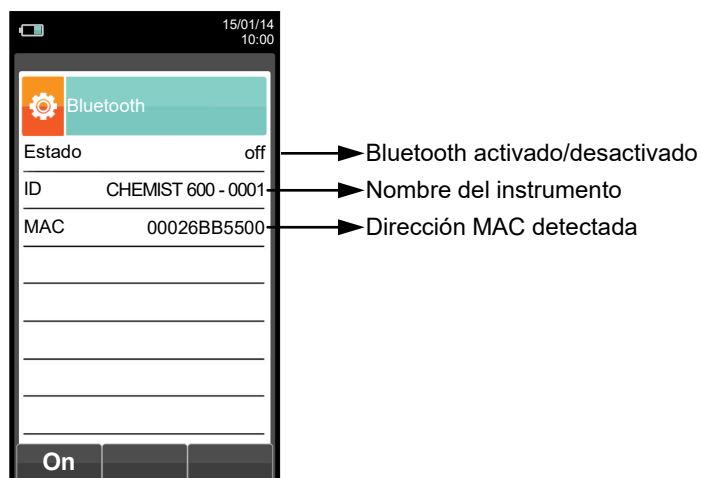 15/01/14
10:00
Bluetooth
Estado off
Bluetooth activado/desactivado
ID CHEMIST 600 - 0001
Nombre del instrumento
MAC 00026BB5500
Dirección MAC detectada
On